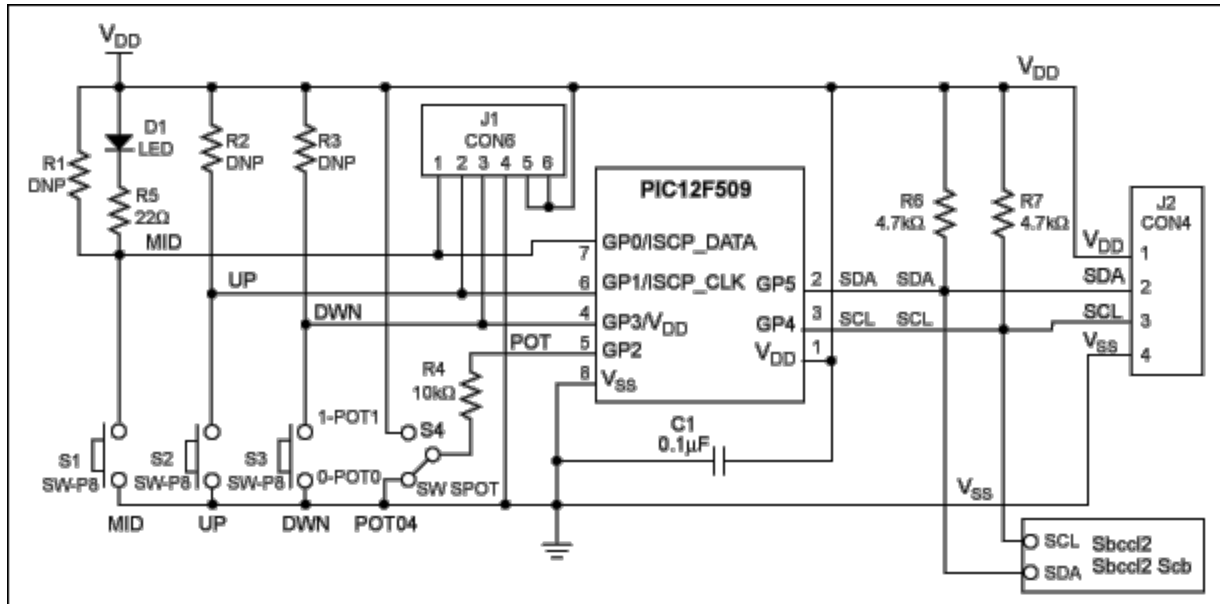 VDD
VDD
J1
CON6
1 2 3 4 5 6
D1
LED
R1
DNP
R2
DNP
R3
DNP
R5
22Ω
PIC12F509
R6
4.7kΩ
R7
4.7kΩ
J2
CON4
MID
7
GP0/ISCP_DATA
VDD
1
UP
6
GP1/ISCP_CLK
GP5
2
SDA
SDA
SDA
2
DWN
4
GP3/VDD
GP4
3
SCL
SCL
SCL
3
POT
5
GP2
VDD
1
VSS
4
8
VSS
R4
10kΩ
C1
0.1µF
1-POT1
S4
S1
SW-P8
S2
SW-P8
S3
SW-P8
0-POT0
SW SPOT
VSS
MID
UP
DWN
POT04
SCL
Sbccl2
SDA
Sbccl2 Scb